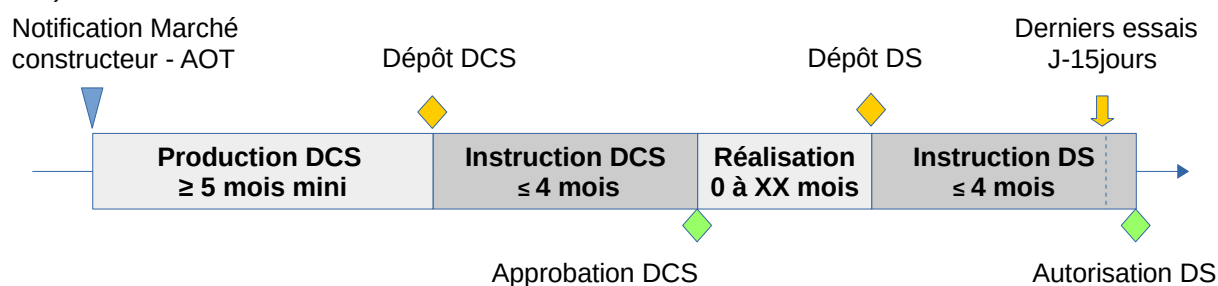 Notification Marché
constructeur - AOT
Dépôt DCS
Dépôt DS
Derniers essais
J-15jours
Production DCS
≥ 5 mois mini
Instruction DCS
≤ 4 mois
Réalisation
0 à XX mois
Instruction DS
≤ 4 mois
Approbation DCS
Autorisation DS